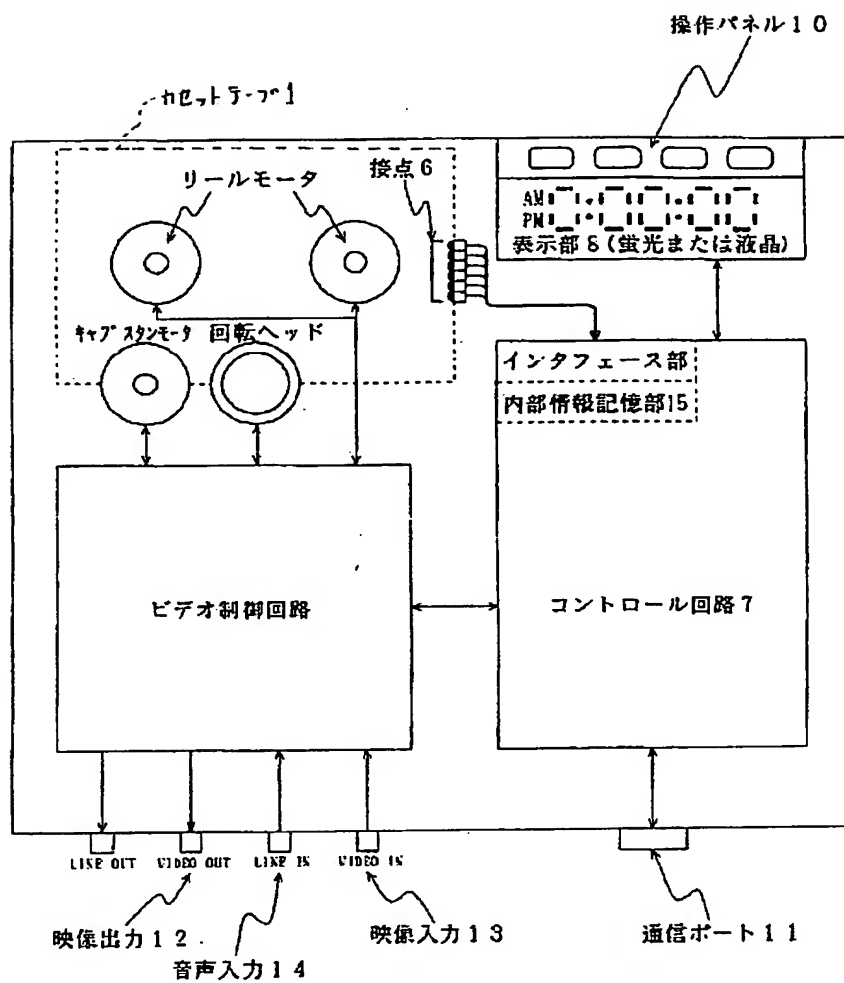 操作パネル10
カセットテープ1
リールモータ
接点6
AM
PM
表示部8(蛍光または液晶)
キャプスタンモータ 回転ヘッド
インタフェース部
内部情報記憶部15
ビデオ制御回路
コントロール回路7
LINE OUT VIDEO OUT LINE IN VIDEO IN
映像出力12
映像入力13
通信ポート11
音声入力14